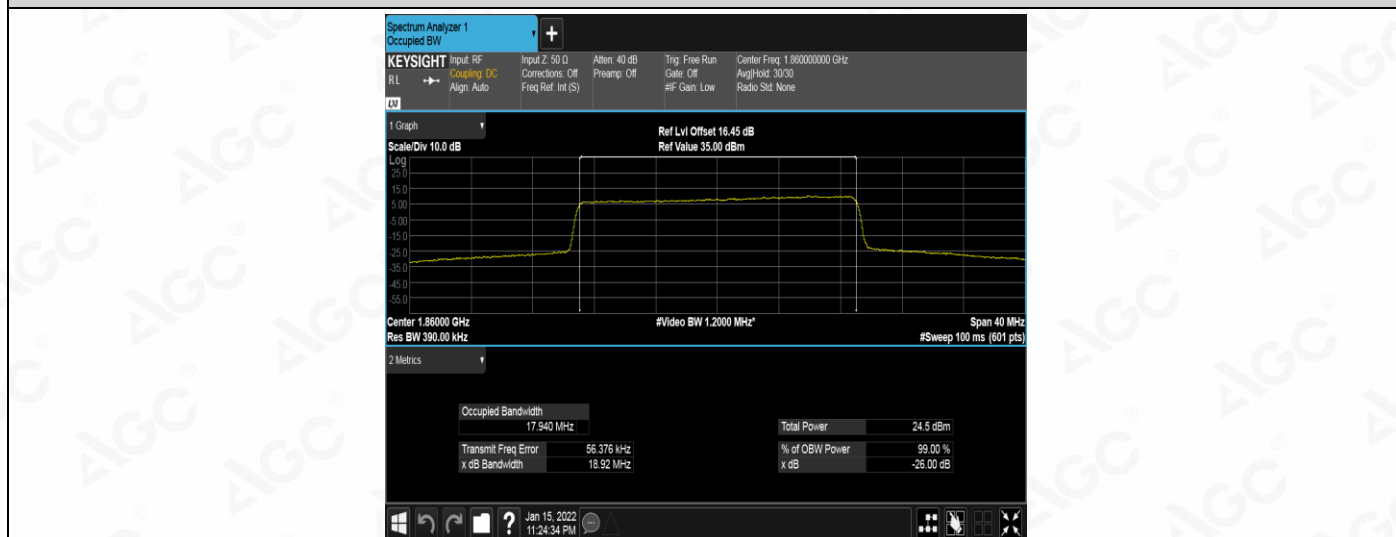 Spectrum Analyzer 1
Occupied BW
+
KEYSIGHT
RL
LXI
Input: RF
Coupling: DC
Align: Auto
Input Z: 50 Ω
Corrections: Off
Freq Ref: Int (S)
Atten: 40 dB
Preamp: Off
Trig: Free Run
Gate: Off
#IF Gain: Low
Center Freq: 1.860000000 GHz
Avg|Hold: 30/30
Radio Std: None
1 Graph
Scale/Div 10.0 dB
Ref Lvl Offset 16.45 dB
Ref Value 35.00 dBm
Log
25.0
15.0
5.00
-5.00
-15.0
-25.0
-35.0
-45.0
-55.0
Center 1.86000 GHz
Res BW 390.00 kHz
#Video BW 1.2000 MHz*
Span 40 MHz
#Sweep 100 ms (601 pts)
2 Metrics
Occupied Bandwidth
17.940 MHz
Transmit Freq Error 56.376 kHz
x dB Bandwidth 18.92 MHz
Total Power 24.5 dBm
% of OBW Power 99.00 %
x dB -26.00 dB
?
Jan 15, 2022
11:24:34 PM
AGC